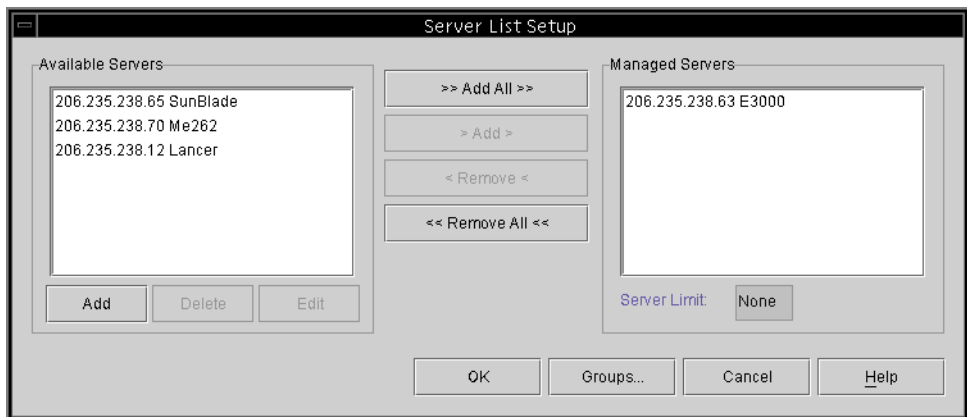 Server List Setup
Available Servers
206.235.238.65 SunBlade
206.235.238.70 Me262
206.235.238.12 Lancer
Add
Delete
Edit
>> Add All >>
> Add >
< Remove <
<< Remove All <<
Managed Servers
206.235.238.63 E3000
Server Limit: None
OK
Groups...
Cancel
Help